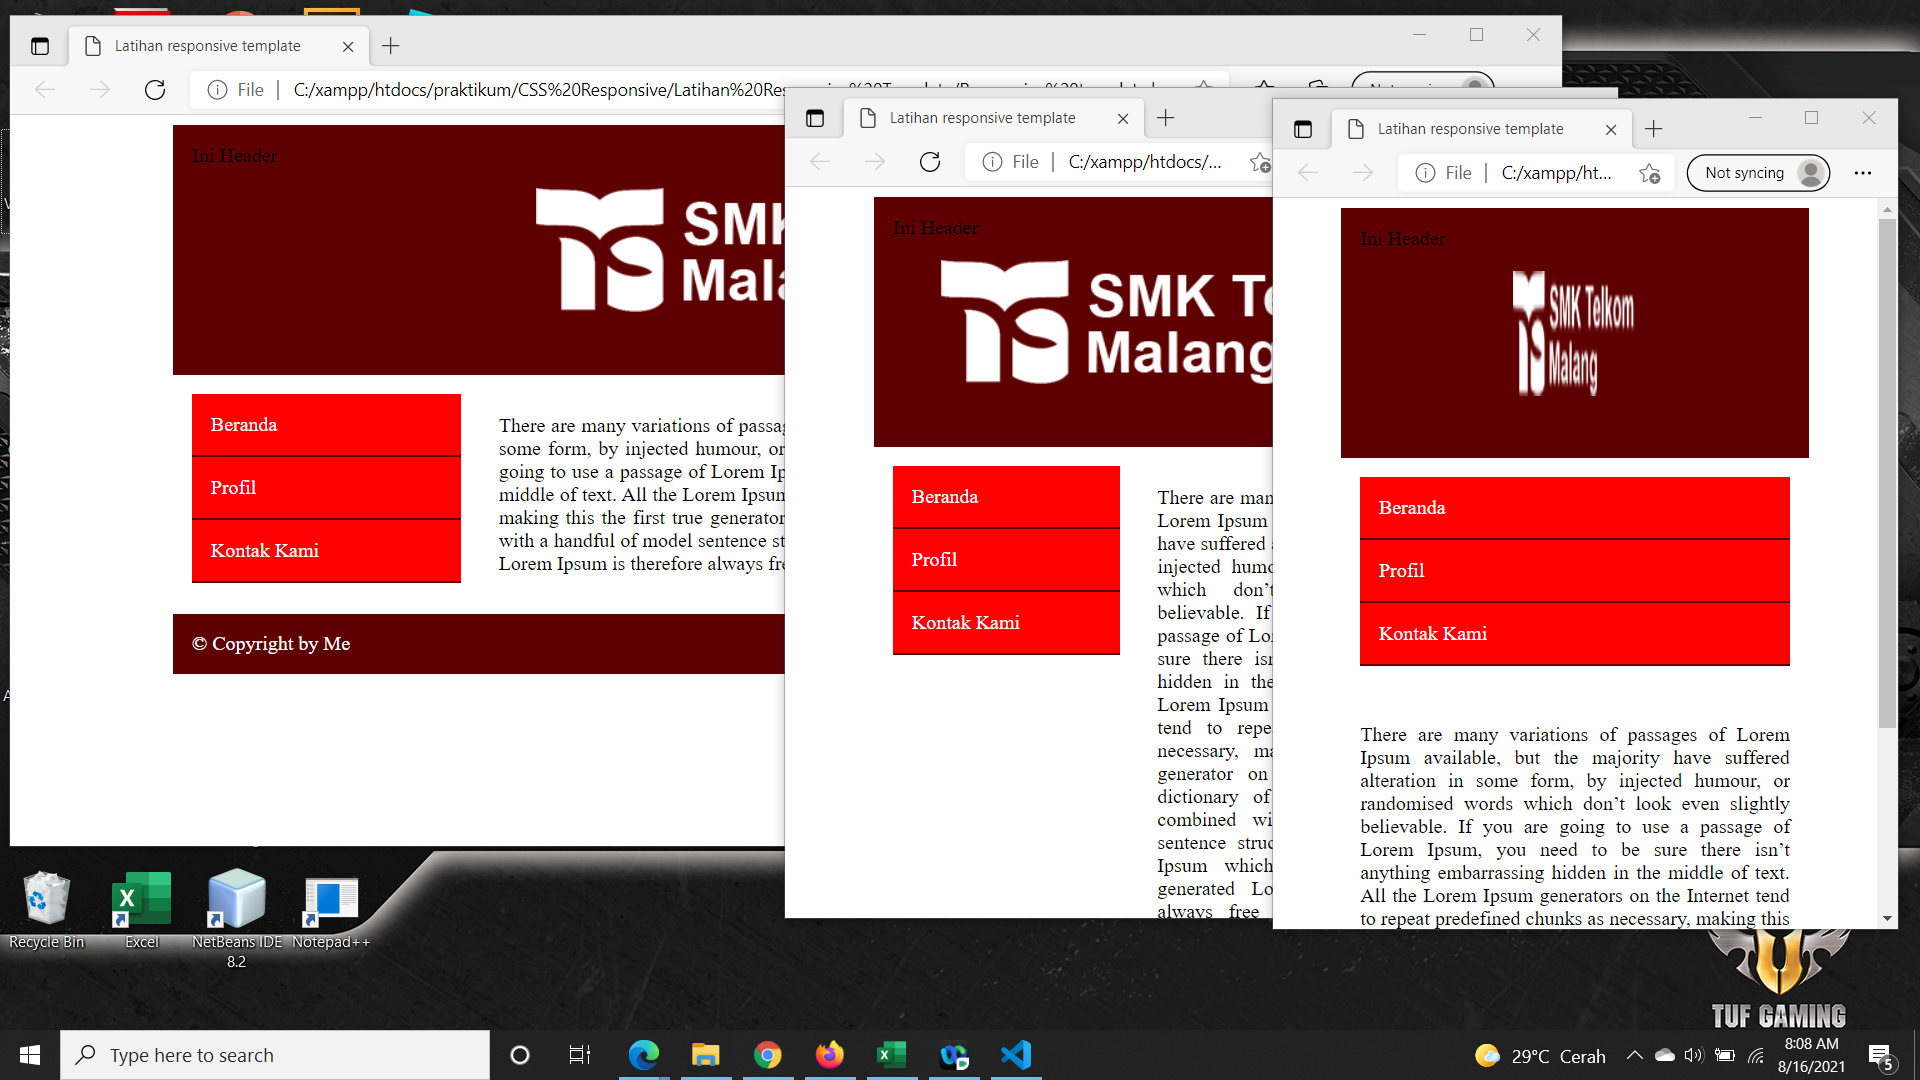 Latihan responsive template
File
C:/xampp/htdocs/praktikum/CSS%20Responsive/Latihan%20Res
Ini Header
SMK
Mala
Beranda
Profil
Kontak Kami
There are many variations of passag
some form, by injected humour, or
going to use a passage of Lorem Ip
middle of text. All the Lorem Ipsum
making this the first true generator
with a handful of model sentence st
Lorem Ipsum is therefore always fre
© Copyright by Me
Latihan responsive template
File
C:/xampp/htdocs/...
Ini Header
SMK Te
Malang
Beranda
Profil
Kontak Kami
There are man
Lorem Ipsum
have suffered
injected humo
which don’t
believable. If
passage of Lo
sure there isn
hidden in the
Lorem Ipsum
tend to repe
necessary, ma
generator on
dictionary of
combined wi
sentence struc
Ipsum which
generated Lo
always free
Latihan responsive template
File
C:/xampp/ht...
Not syncing
Ini Header
SMK Telkom
Malang
Beranda
Profil
Kontak Kami
There are many variations of passages of Lorem
Ipsum available, but the majority have suffered
alteration in some form, by injected humour, or
randomised words which don’t look even slightly
believable. If you are going to use a passage of
Lorem Ipsum, you need to be sure there isn’t
anything embarrassing hidden in the middle of text.
All the Lorem Ipsum generators on the Internet tend
to repeat predefined chunks as necessary, making this
Recycle Bin
Excel
NetBeans IDE
8.2
Notepad++
TUF GAMING
Type here to search
29°C Cerah
8:08 AM
8/16/2021
5